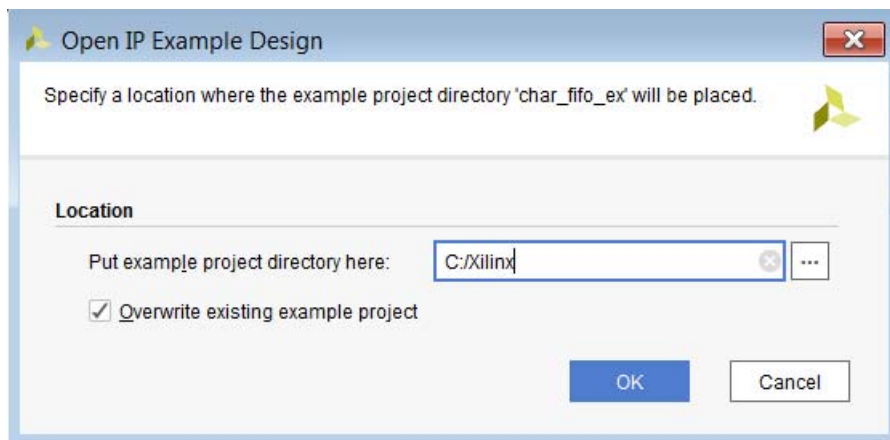 Open IP Example Design
Specify a location where the example project directory 'char_fifo_ex' will be placed.
Location
Put example project directory here: C:/Xilinx ...
Overwrite existing example project
OK Cancel